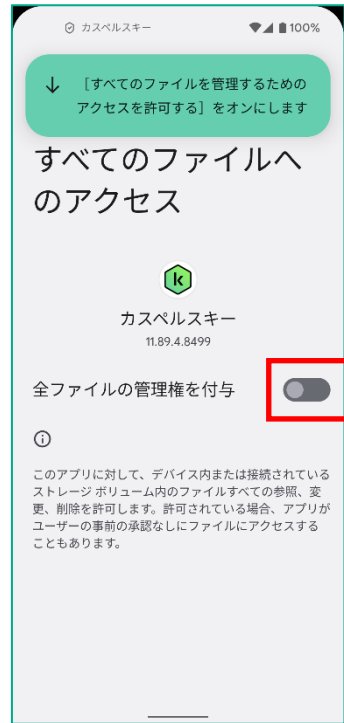 カスペルスキー 100%
［すべてのファイルを管理するための
アクセスを許可する］をオンにします
すべてのファイルへ
のアクセス
カスペルスキー
11.89.4.8499
全ファイルの管理権を付与
このアプリに対して、デバイス内または接続されている
ストレージ ボリューム内のファイルすべての参照、変
更、削除を許可します。許可されている場合、アプリが
ユーザーの事前の承認なしにファイルにアクセスする
こともあります。